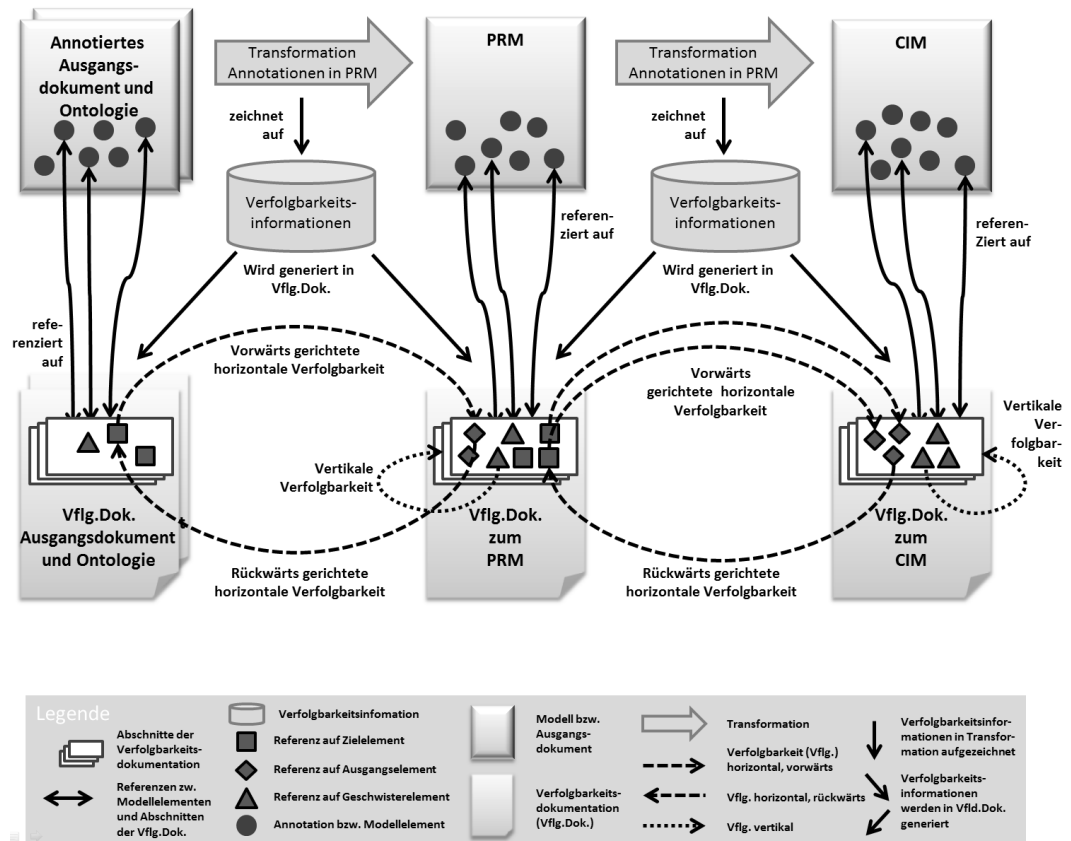 Annotiertes
Ausgangs-
dokument und
Ontologie
Transformation
Annotationen in PRM
PRM
Transformation
Annotationen in PRM
CIM
zeichnet
auf
zeichnet
auf
Verfolgbarkeits-
informationen
Verfolgbarkeits-
informationen
referen-
ziert auf
referen-
Ziert auf
Wird generiert in
Vflg.Dok.
Wird generiert in
Vflg.Dok.
refe-
renziert
auf
Vorwärts gerichtete
horizontale Verfolgbarkeit
Vorwärts
gerichtete horizontale
Verfolgbarkeit
Vertikale
Ver-
folgbar-
keit
Vertikale
Verfolgbarkeit
Vflg.Dok.
Ausgangsdokument
und Ontologie
Vflg.Dok.
zum
PRM
Vflg.Dok.
zum
CIM
Rückwärts gerichtete
horizontale Verfolgbarkeit
Rückwärts gerichtete
horizontale Verfolgbarkeit
Legende
Abschnitte der
Verfolgbarkeits-
dokumentation
Referenzen zw.
Modellelementen
und Abschnitten
der Vflg.Dok.
Verfolgbarkeitsinfomation
Referenz auf Zielelement
Referenz auf Ausgangselement
Referenz auf Geschwisterelement
Annotation bzw. Modellelement
Modell bzw.
Ausgangs-
dokument
Verfolgbarkeits-
dokumentation
(Vflg.Dok.)
Transformation
Verfolgbarkeit (Vflg.)
horizontal, vorwärts
Vflg. horizontal, rückwärts
Vflg. vertikal
Verfolgbarkeitsinfor-
mationen in Transfor-
mation aufgezeichnet
Verfolgbarkeits-
informationen
werden in Vfld.Dok.
generiert